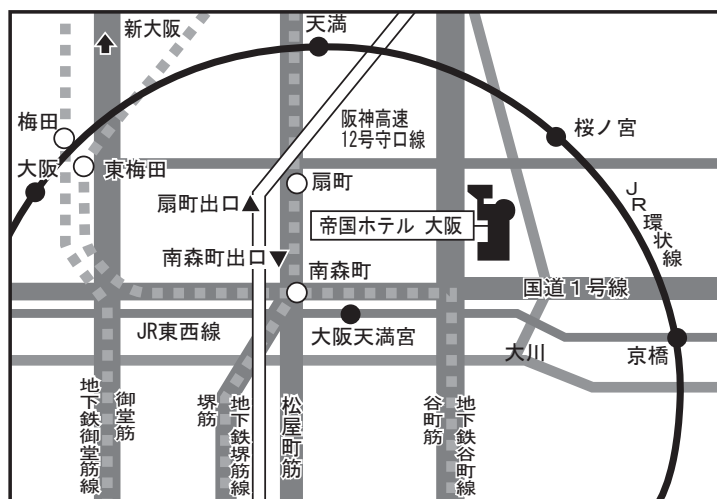 新大阪
天満
梅田
大阪
東梅田
阪神高速
12号守口線
桜ノ宮
扇町
扇町出口
帝国ホテル 大阪
JR環状線
南森町出口
南森町
国道1号線
JR東西線
大阪天満宮
大川
京橋
地下鉄御堂筋線
御堂筋
堺筋
地下鉄堺筋線
松屋町筋
谷町筋
地下鉄谷町線